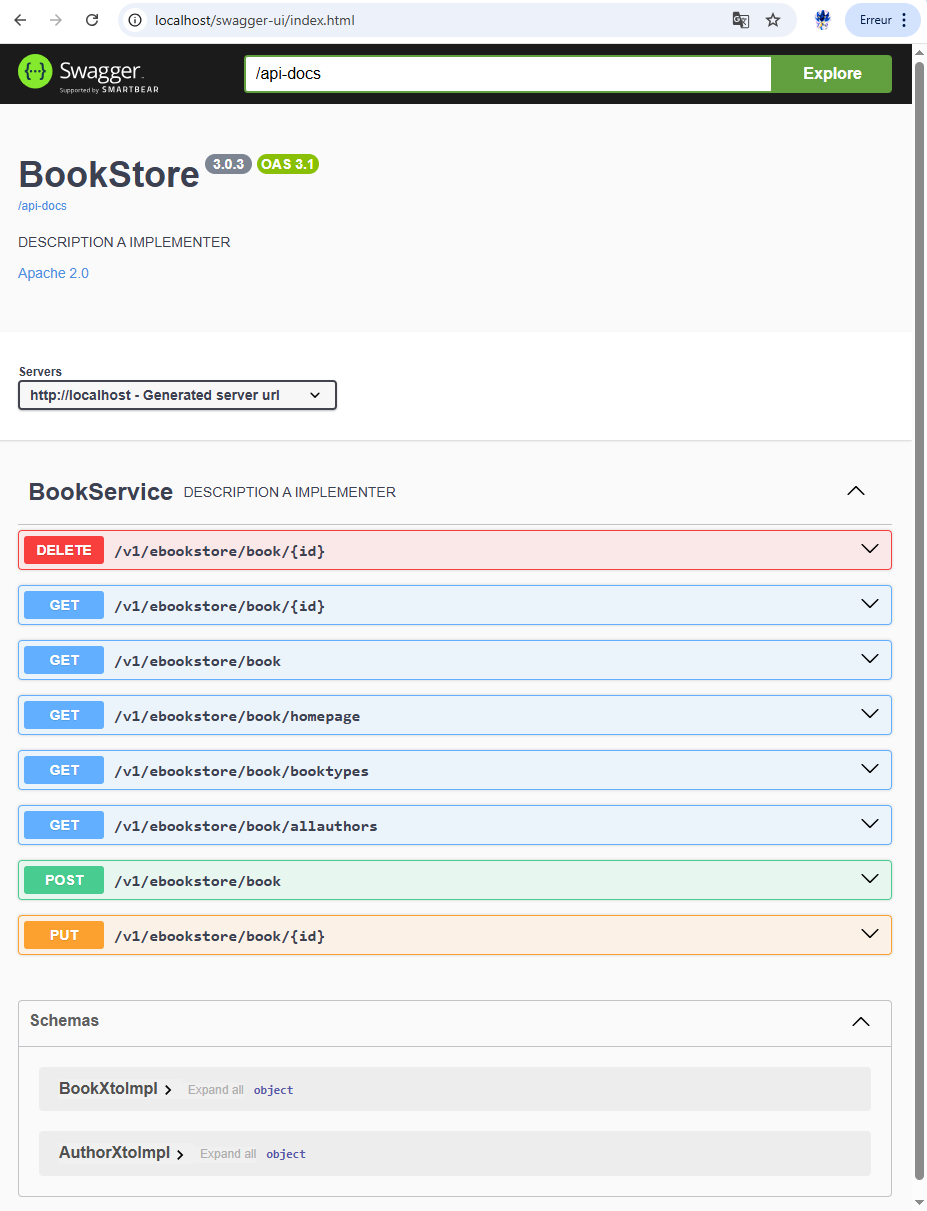 localhost/swagger-ui/index.html
Erreur
Swagger
Supported by SMARTBEAR
/api-docs
Explore
BookStore 3.0.3 OAS 3.1
/api-docs
DESCRIPTION A IMPLEMENTER
Apache 2.0
Servers
http://localhost - Generated server url
BookService DESCRIPTION A IMPLEMENTER
DELETE /v1/ebookstore/book/{id}
GET /v1/ebookstore/book/{id}
GET /v1/ebookstore/book
GET /v1/ebookstore/book/homepage
GET /v1/ebookstore/book/booktypes
GET /v1/ebookstore/book/allauthors
POST /v1/ebookstore/book
PUT /v1/ebookstore/book/{id}
Schemas
BookXtoImpl Expand all object
AuthorXtoImpl Expand all object